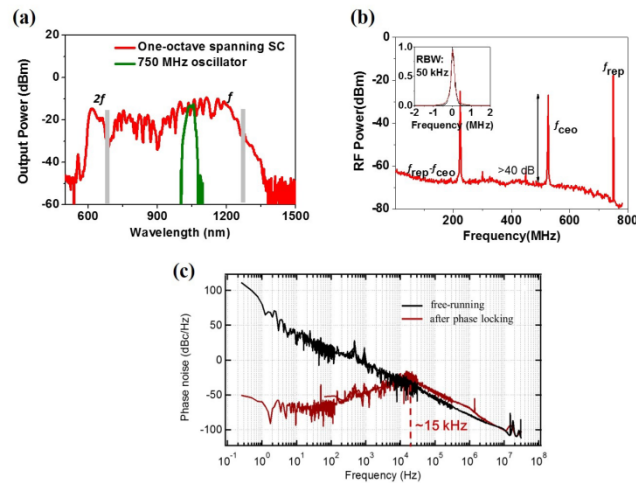 (a)
One-octave spanning SC
750 MHz oscillator
2f
f
Output Power (dBm)
20
0
-20
-40
-60
600
900
1200
1500
Wavelength (nm)
(b)
RBW:
50 kHz
1.0
0.8
0.6
0.4
0.2
0.0
-2
-1
0
1
2
Frequency (MHz)
frep
fceo
frep-fceo
>40 dB
RF Power(dBm)
0
-20
-40
-60
-80
200
400
600
800
Frequency(MHz)
(c)
free-running
after phase locking
~15 kHz
Phase noise (dBc/Hz)
100
50
0
-50
-100
10-1
100
101
102
103
104
105
106
107
108
Frequency (Hz)